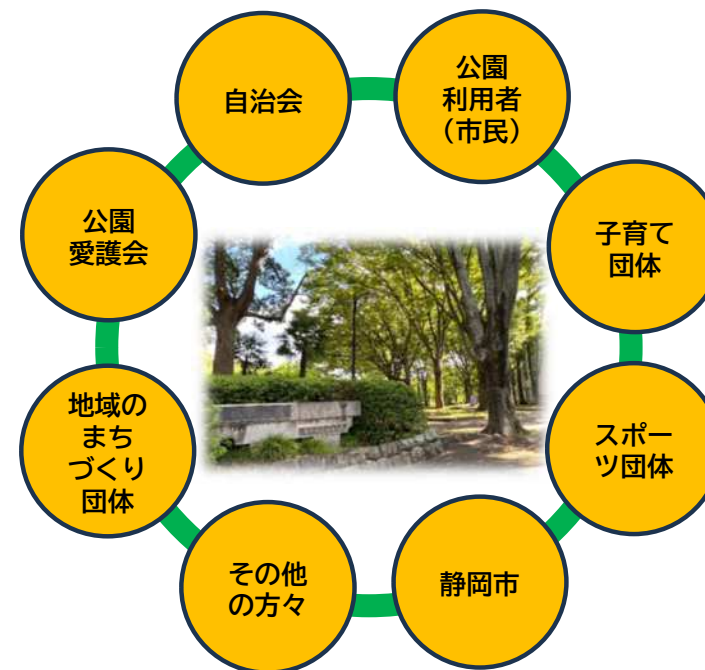 自治会
公園
利用者
（市民）
子育て
団体
スポー
ツ団体
静岡市
その他
の方々
地域の
まち
づくり
団体
公園
愛護会